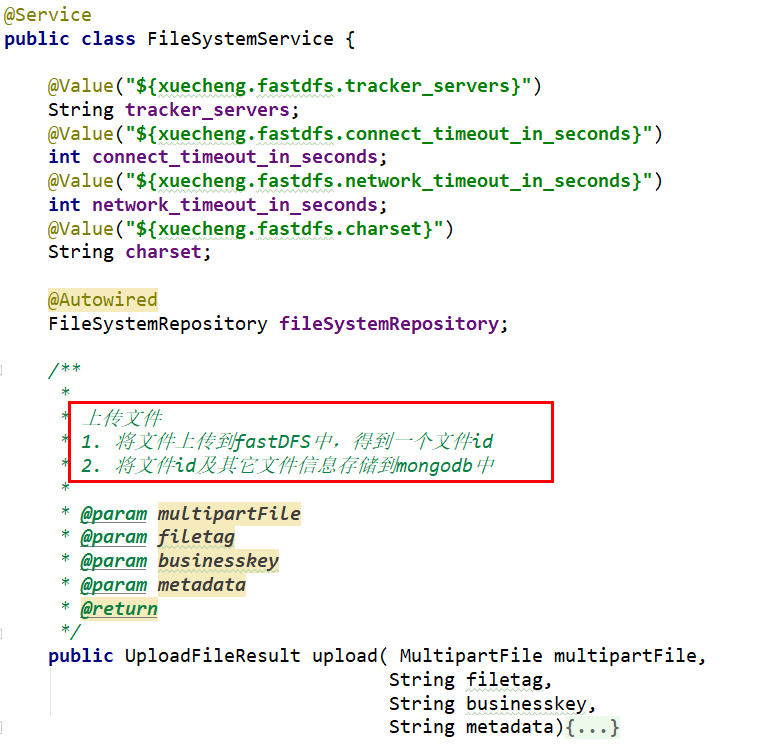 @Service
public class FileSystemService {
@Value("${xuecheng.fastdfs.tracker_servers}")
String tracker_servers;
@Value("${xuecheng.fastdfs.connect_timeout_in_seconds}")
int connect_timeout_in_seconds;
@Value("${xuecheng.fastdfs.network_timeout_in_seconds}")
int network_timeout_in_seconds;
@Value("${xuecheng.fastdfs.charset}")
String charset;
@Autowired
FileSystemRepository fileSystemRepository;
/**
*
* 上传文件
* 1. 将文件上传到fastDFS中，得到一个文件id
* 2. 将文件id及其它文件信息存储到mongodb中
*
* @param multipartFile
* @param filetag
* @param businesskey
* @param metadata
* @return
*/
public UploadFileResult upload( MultipartFile multipartFile,
String filetag,
String businesskey,
String metadata){...}